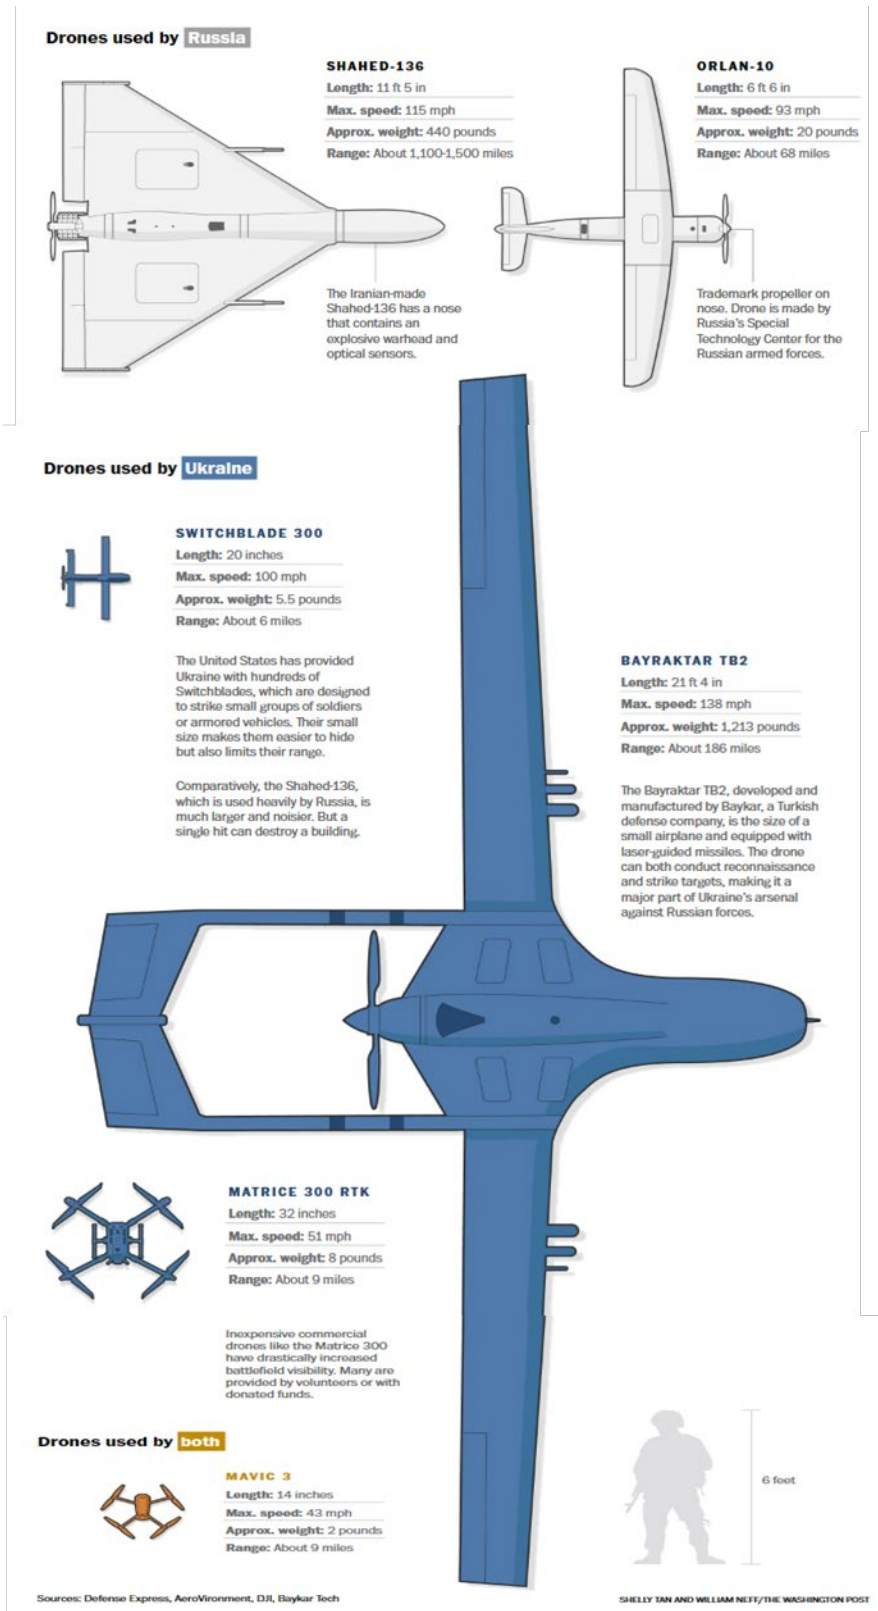 Drones used by Russia
SHAHED-136
Length: 11 ft 5 in
Max. speed: 115 mph
Approx. weight: 440 pounds
Range: About 1,100-1,500 miles
The Iranian-made
Shahed-136 has a nose
that contains an
explosive warhead and
optical sensors.
ORLAN-10
Length: 6 ft 6 in
Max. speed: 93 mph
Approx. weight: 20 pounds
Range: About 68 miles
Trademark propeller on
nose. Drone is made by
Russia's Special
Technology Center for the
Russian armed forces.
Drones used by Ukraine
SWITCHBLADE 300
Length: 20 inches
Max. speed: 100 mph
Approx. weight: 5.5 pounds
Range: About 6 miles
The United States has provided
Ukraine with hundreds of
Switchblades, which are designed
to strike small groups of soldiers
or armored vehicles. Their small
size makes them easier to hide
but also limits their range.
Comparatively, the Shahed-136,
which is used heavily by Russia, is
much larger and noisier. But a
single hit can destroy a building.
BAYRAKTAR TB2
Length: 21 ft 4 in
Max. speed: 138 mph
Approx. weight: 1,213 pounds
Range: About 186 miles
The Bayraktar TB2, developed and
manufactured by Baykar, a Turkish
defense company, is the size of a
small airplane and equipped with
laser-guided missiles. The drone
can both conduct reconnaissance
and strike targets, making it a
major part of Ukraine's arsenal
against Russian forces.
MATRICE 300 RTK
Length: 32 inches
Max. speed: 51 mph
Approx. weight: 8 pounds
Range: About 9 miles
Inexpensive commercial
drones like the Matrice 300
have drastically increased
battlefield visibility. Many are
provided by volunteers or with
donated funds.
Drones used by both
MAVIC 3
Length: 14 inches
Max. speed: 43 mph
Approx. weight: 2 pounds
Range: About 9 miles
6 feet
Sources: Defense Express, AeroVironment, DJI, Baykar Tech
SHELLY TAN AND WILLIAM NEFF/THE WASHINGTON POST